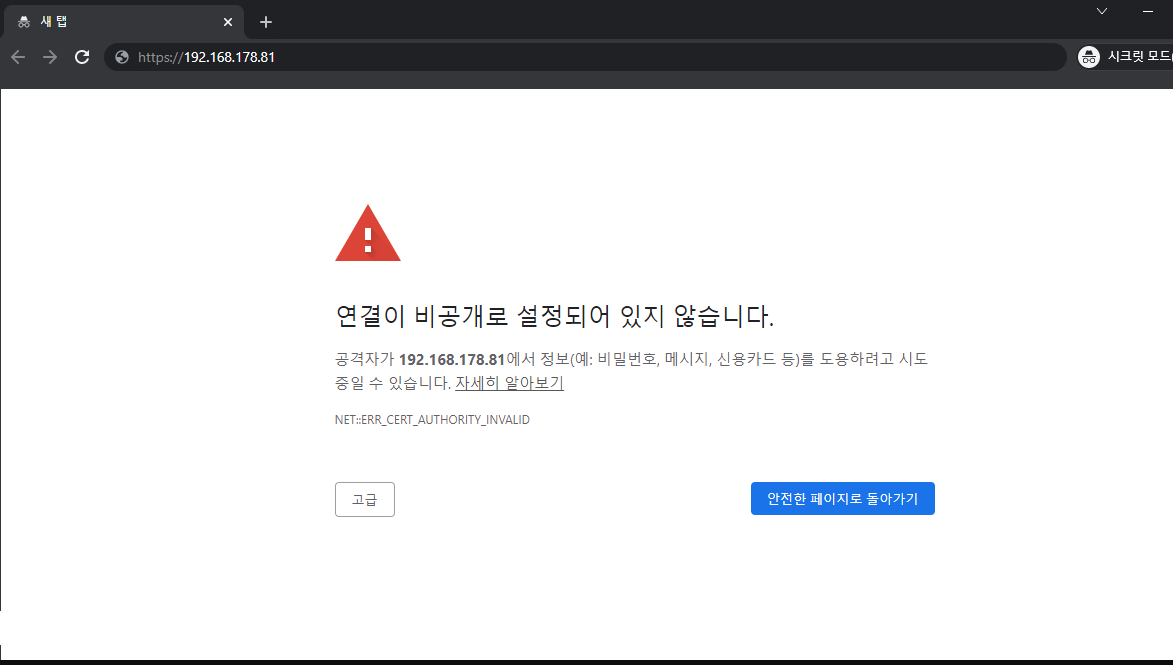 새 탭
https://192.168.178.81
시크릿 모드
연결이 비공개로 설정되어 있지 않습니다.
공격자가 192.168.178.81에서 정보(예: 비밀번호, 메시지, 신용카드 등)를 도용하려고 시도
중일 수 있습니다. 자세히 알아보기
NET::ERR_CERT_AUTHORITY_INVALID
고급
안전한 페이지로 돌아가기